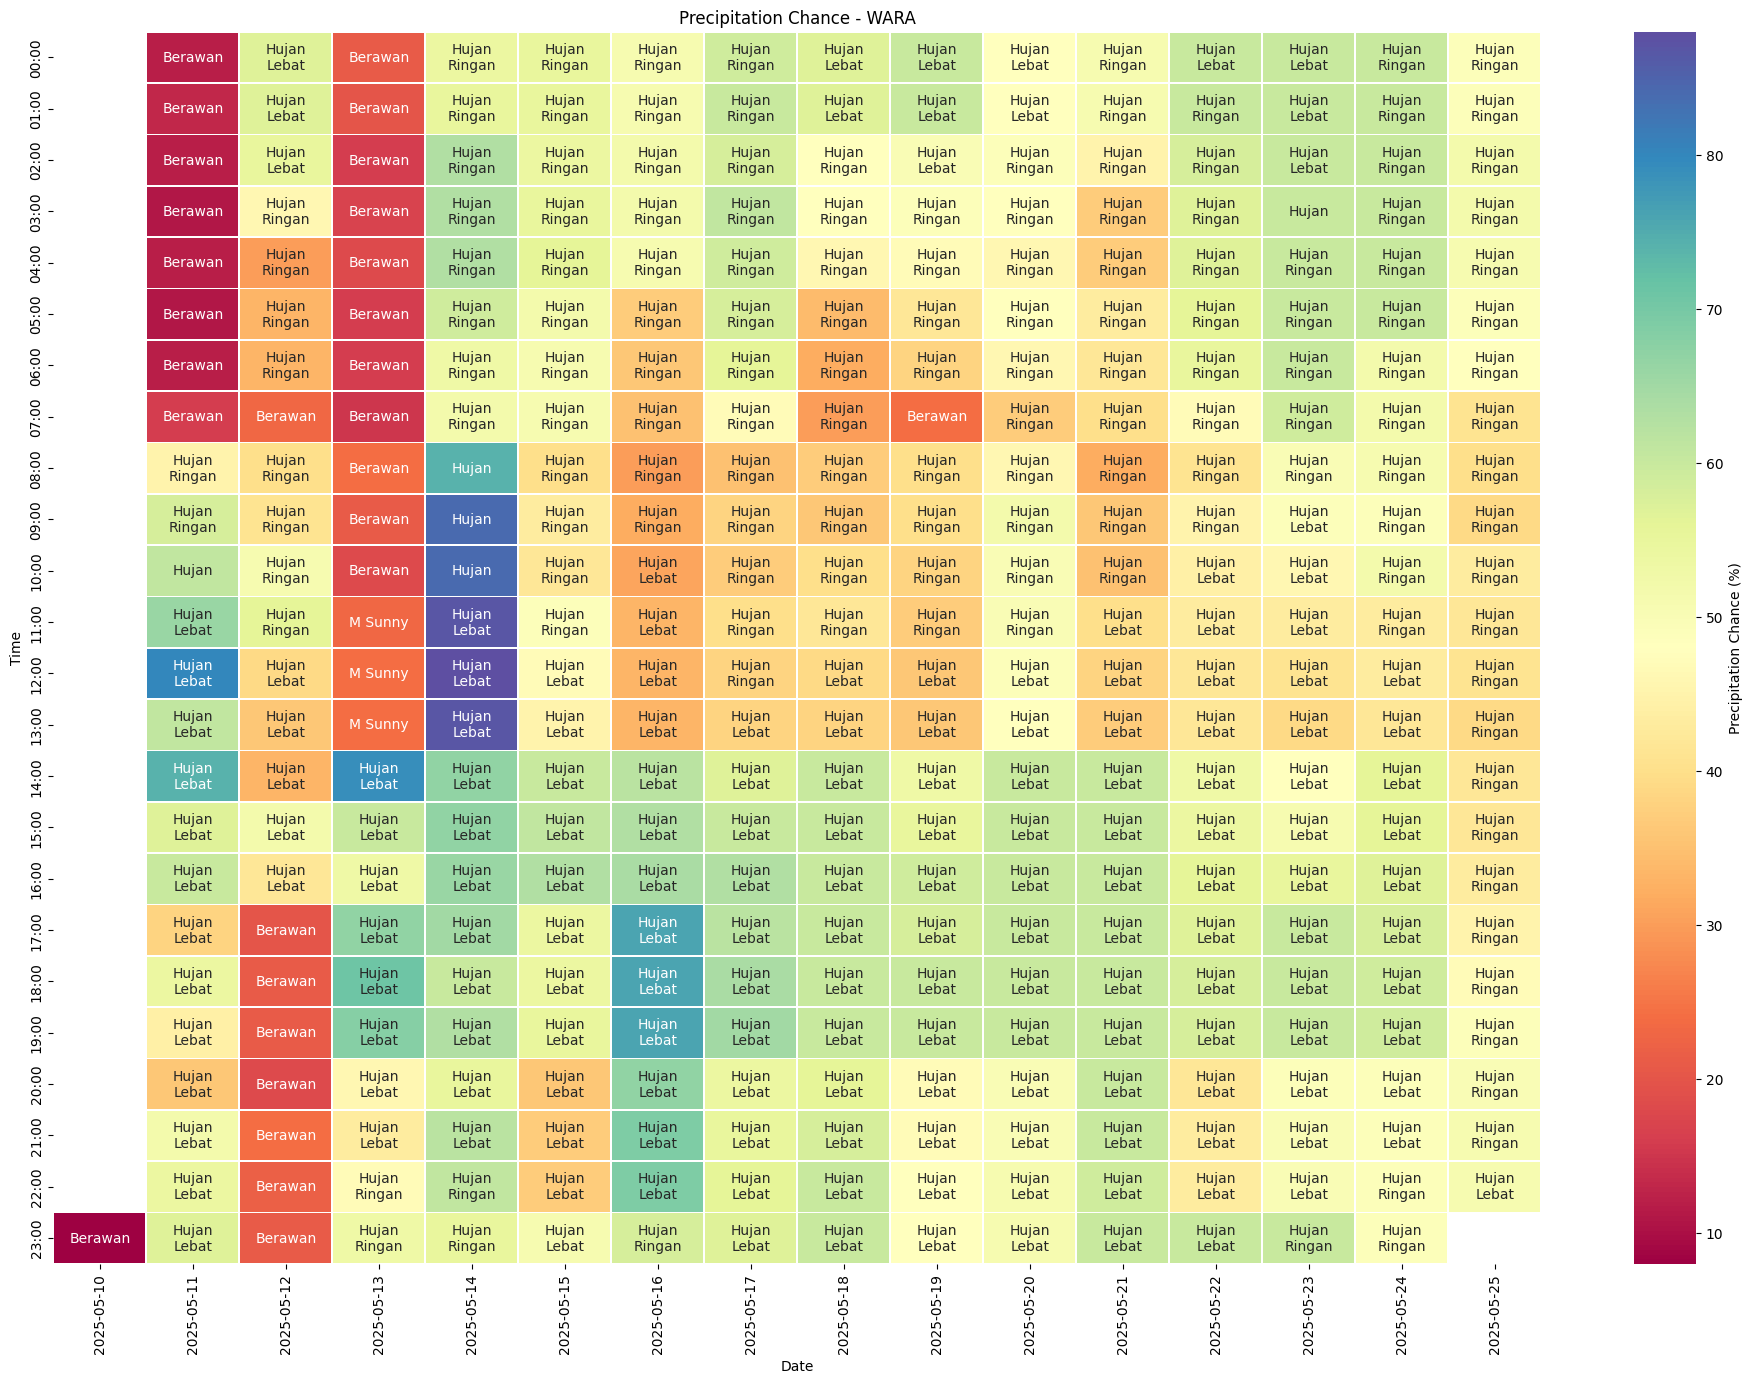 Precipitation Chance - WARA
00:00 Berawan Hujan Lebat Berawan Hujan Ringan Hujan Ringan Hujan Ringan Hujan Ringan Hujan Lebat Hujan Lebat Hujan Lebat Hujan Ringan Hujan Lebat Hujan Lebat Hujan Ringan Hujan Ringan
01:00 Berawan Hujan Lebat Berawan Hujan Ringan Hujan Ringan Hujan Ringan Hujan Ringan Hujan Lebat Hujan Lebat Hujan Lebat Hujan Ringan Hujan Ringan Hujan Lebat Hujan Ringan Hujan Ringan
02:00 Berawan Hujan Lebat Berawan Hujan Ringan Hujan Ringan Hujan Ringan Hujan Ringan Hujan Ringan Hujan Lebat Hujan Ringan Hujan Ringan Hujan Ringan Hujan Lebat Hujan Ringan Hujan Ringan
03:00 Berawan Hujan Ringan Berawan Hujan Ringan Hujan Ringan Hujan Ringan Hujan Ringan Hujan Ringan Hujan Ringan Hujan Ringan Hujan Ringan Hujan Ringan Hujan Hujan Ringan Hujan Ringan
04:00 Berawan Hujan Ringan Berawan Hujan Ringan Hujan Ringan Hujan Ringan Hujan Ringan Hujan Ringan Hujan Ringan Hujan Ringan Hujan Ringan Hujan Ringan Hujan Ringan Hujan Ringan Hujan Ringan
05:00 Berawan Hujan Ringan Berawan Hujan Ringan Hujan Ringan Hujan Ringan Hujan Ringan Hujan Ringan Hujan Ringan Hujan Ringan Hujan Ringan Hujan Ringan Hujan Ringan Hujan Ringan Hujan Ringan
06:00 Berawan Hujan Ringan Berawan Hujan Ringan Hujan Ringan Hujan Ringan Hujan Ringan Hujan Ringan Hujan Ringan Hujan Ringan Hujan Ringan Hujan Ringan Hujan Ringan Hujan Ringan Hujan Ringan
07:00 Berawan Berawan Berawan Hujan Ringan Hujan Ringan Hujan Ringan Hujan Ringan Hujan Ringan Berawan Hujan Ringan Hujan Ringan Hujan Ringan Hujan Ringan Hujan Ringan Hujan Ringan
08:00 Hujan Ringan Hujan Ringan Berawan Hujan Hujan Ringan Hujan Ringan Hujan Ringan Hujan Ringan Hujan Ringan Hujan Ringan Hujan Ringan Hujan Ringan Hujan Ringan Hujan Ringan Hujan Ringan
09:00 Hujan Ringan Hujan Ringan Berawan Hujan Hujan Ringan Hujan Ringan Hujan Ringan Hujan Ringan Hujan Ringan Hujan Ringan Hujan Ringan Hujan Ringan Hujan Lebat Hujan Ringan Hujan Ringan
10:00 Hujan Hujan Ringan Berawan Hujan Hujan Ringan Hujan Lebat Hujan Ringan Hujan Ringan Hujan Ringan Hujan Ringan Hujan Ringan Hujan Lebat Hujan Lebat Hujan Ringan Hujan Ringan
11:00 Hujan Lebat Hujan Ringan M Sunny Hujan Lebat Hujan Ringan Hujan Lebat Hujan Ringan Hujan Ringan Hujan Ringan Hujan Ringan Hujan Lebat Hujan Lebat Hujan Lebat Hujan Ringan Hujan Ringan
12:00 Hujan Lebat Hujan Lebat M Sunny Hujan Lebat Hujan Lebat Hujan Lebat Hujan Ringan Hujan Lebat Hujan Lebat Hujan Lebat Hujan Lebat Hujan Lebat Hujan Lebat Hujan Lebat Hujan Ringan
13:00 Hujan Lebat Hujan Lebat M Sunny Hujan Lebat Hujan Lebat Hujan Lebat Hujan Lebat Hujan Lebat Hujan Lebat Hujan Lebat Hujan Lebat Hujan Lebat Hujan Lebat Hujan Lebat Hujan Ringan
14:00 Hujan Lebat Hujan Lebat Hujan Lebat Hujan Lebat Hujan Lebat Hujan Lebat Hujan Lebat Hujan Lebat Hujan Lebat Hujan Lebat Hujan Lebat Hujan Lebat Hujan Lebat Hujan Lebat Hujan Ringan
15:00 Hujan Lebat Hujan Lebat Hujan Lebat Hujan Lebat Hujan Lebat Hujan Lebat Hujan Lebat Hujan Lebat Hujan Lebat Hujan Lebat Hujan Lebat Hujan Lebat Hujan Lebat Hujan Lebat Hujan Ringan
16:00 Hujan Lebat Hujan Lebat Hujan Lebat Hujan Lebat Hujan Lebat Hujan Lebat Hujan Lebat Hujan Lebat Hujan Lebat Hujan Lebat Hujan Lebat Hujan Lebat Hujan Lebat Hujan Lebat Hujan Ringan
17:00 Hujan Lebat Berawan Hujan Lebat Hujan Lebat Hujan Lebat Hujan Lebat Hujan Lebat Hujan Lebat Hujan Lebat Hujan Lebat Hujan Lebat Hujan Lebat Hujan Lebat Hujan Lebat Hujan Ringan
18:00 Hujan Lebat Berawan Hujan Lebat Hujan Lebat Hujan Lebat Hujan Lebat Hujan Lebat Hujan Lebat Hujan Lebat Hujan Lebat Hujan Lebat Hujan Lebat Hujan Lebat Hujan Lebat Hujan Ringan
19:00 Hujan Lebat Berawan Hujan Lebat Hujan Lebat Hujan Lebat Hujan Lebat Hujan Lebat Hujan Lebat Hujan Lebat Hujan Lebat Hujan Lebat Hujan Lebat Hujan Lebat Hujan Lebat Hujan Ringan
20:00 Hujan Lebat Berawan Hujan Lebat Hujan Lebat Hujan Lebat Hujan Lebat Hujan Lebat Hujan Lebat Hujan Lebat Hujan Lebat Hujan Lebat Hujan Lebat Hujan Lebat Hujan Lebat Hujan Ringan
21:00 Hujan Lebat Berawan Hujan Lebat Hujan Lebat Hujan Lebat Hujan Lebat Hujan Lebat Hujan Lebat Hujan Lebat Hujan Lebat Hujan Lebat Hujan Lebat Hujan Lebat Hujan Lebat Hujan Ringan
22:00 Hujan Lebat Berawan Hujan Ringan Hujan Ringan Hujan Lebat Hujan Lebat Hujan Lebat Hujan Lebat Hujan Lebat Hujan Lebat Hujan Lebat Hujan Lebat Hujan Lebat Hujan Ringan Hujan Lebat
23:00 Berawan Hujan Lebat Berawan Hujan Ringan Hujan Ringan Hujan Lebat Hujan Ringan Hujan Lebat Hujan Lebat Hujan Lebat Hujan Lebat Hujan Lebat Hujan Lebat Hujan Ringan Hujan Ringan
Time
2025-05-10 2025-05-11 2025-05-12 2025-05-13 2025-05-14 2025-05-15 2025-05-16 2025-05-17 2025-05-18 2025-05-19 2025-05-20 2025-05-21 2025-05-22 2025-05-23 2025-05-24 2025-05-25
Date
80
70
60
50
40
30
20
10
Precipitation Chance (%)